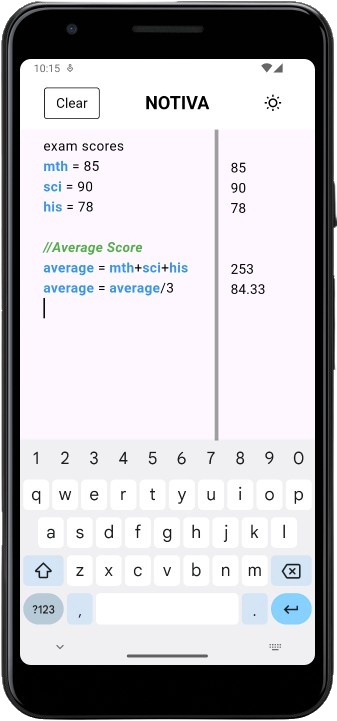 10:15
Clear NOTIVA
exam scores
mth = 85 85
sci = 90 90
his = 78 78
//Average Score
average = mth+sci+his 253
average = average/3 84.33
1 2 3 4 5 6 7 8 9 0
q w e r t y u i o p
a s d f g h j k l
z x c v b n m
?123 , .